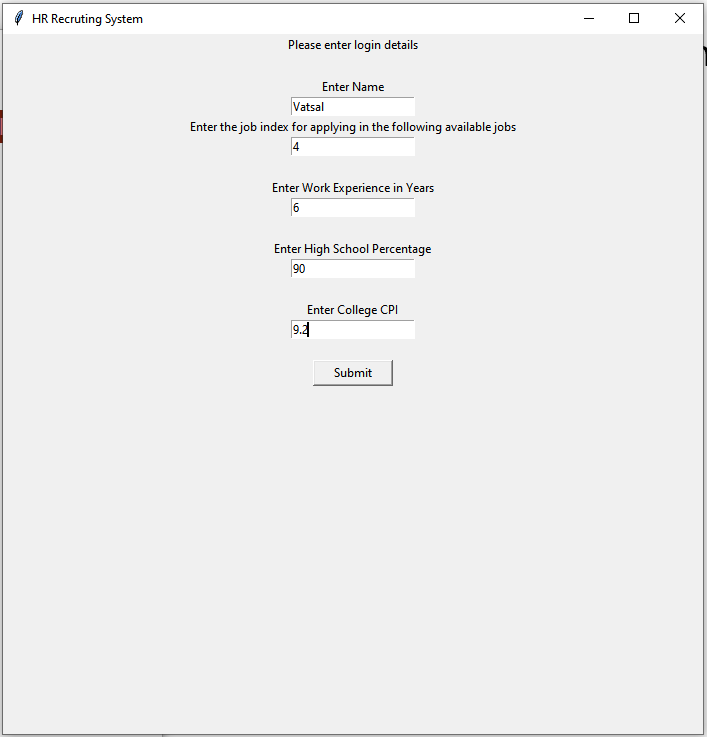 HR Recruting System
Please enter login details
Enter Name
Vatsal
Enter the job index for applying in the following available jobs
4
Enter Work Experience in Years
6
Enter High School Percentage
90
Enter College CPI
9.2
Submit